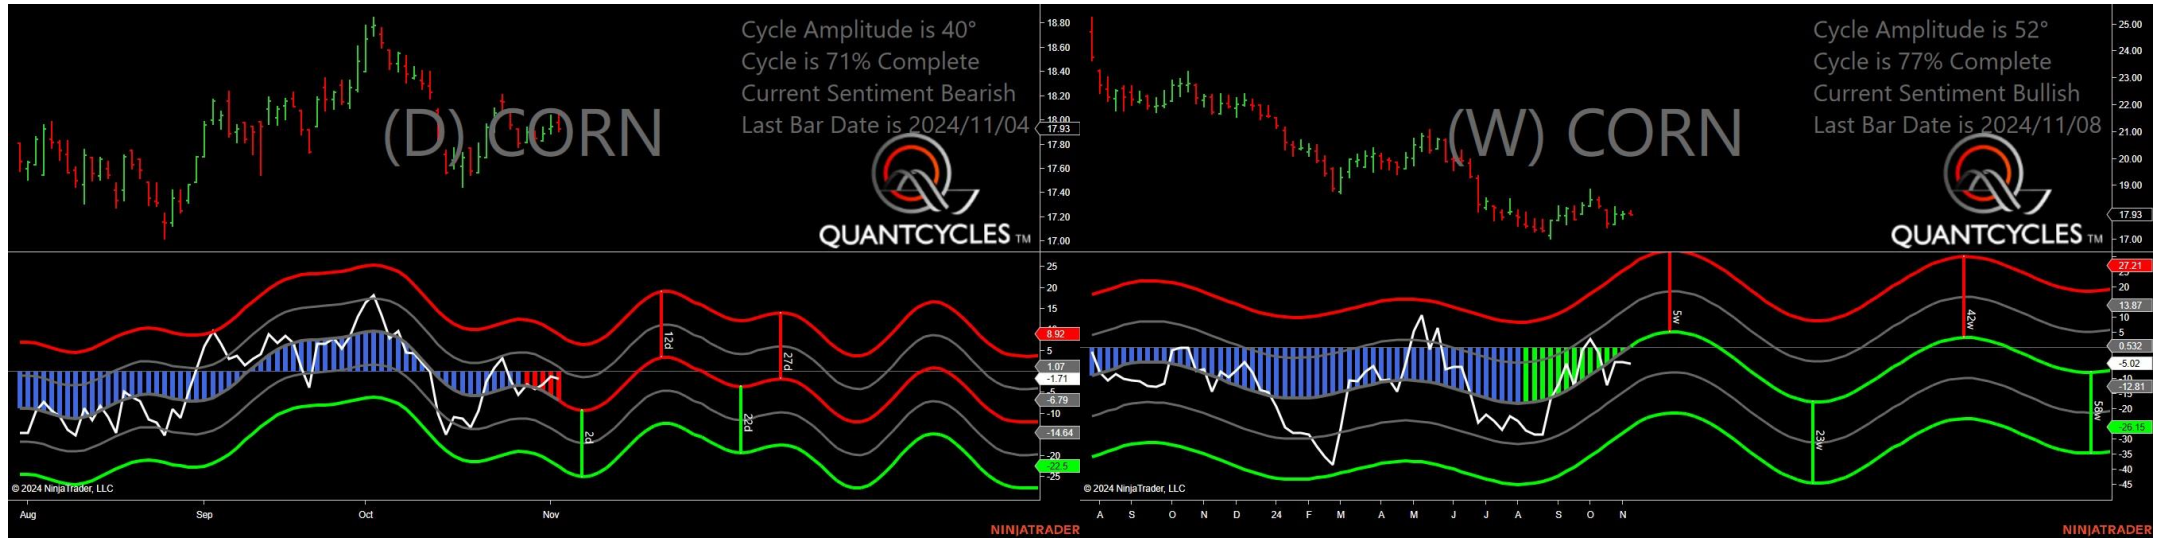 Cycle Amplitude is 40°
Cycle is 71% Complete
Current Sentiment Bearish
Last Bar Date is 2024/11/04
(D) CORN
QUANTCYCLES TM
18.80
18.60
18.40
18.20
18.00
17.93
17.80
17.60
17.40
17.20
17.00
25
20
15
8.92
5
1.07
-1.71
-6.79
-10
-14.64
-20
-22.5
-25
12d
27d
2d
22d
© 2024 NinjaTrader, LLC
Aug Sep Oct Nov
NINJATRADER
Cycle Amplitude is 52°
Cycle is 77% Complete
Current Sentiment Bullish
Last Bar Date is 2024/11/08
(W) CORN
QUANTCYCLES TM
25.00
24.00
23.00
22.00
21.00
20.00
19.00
17.93
17.00
27.21
20
13.87
10
5
0.532
-5.02
-12.81
-15
-20
-26.15
-30
-35
-40
-45
5w
42w
23w
58w
© 2024 NinjaTrader, LLC
A S O N D 24 F M A M J J A S O N
NINJATRADER